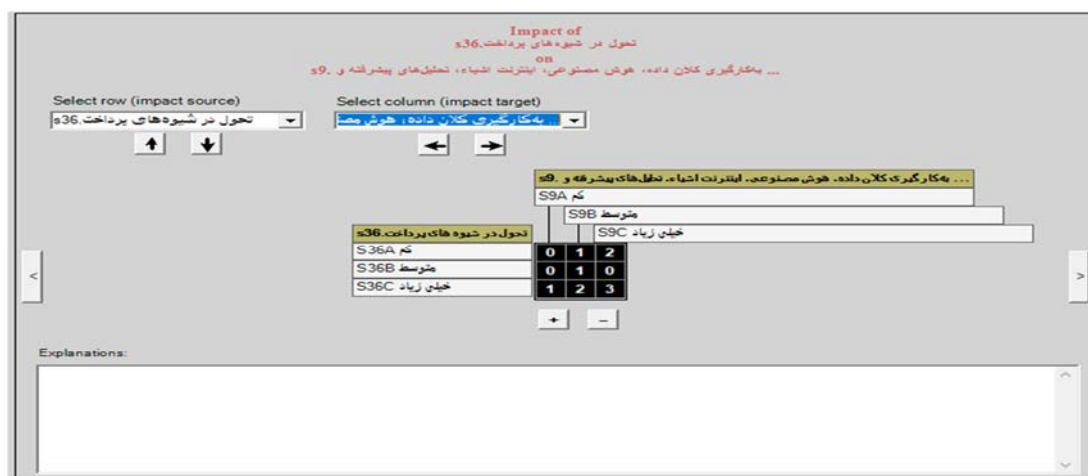 Impact of
s36.تحول در شیوه‌های پرداخت
on
s9. به‌کارگیری کلان داده، هوش مصنوعی، اینترنت اشیاء، تحلیل‌های پیشرفته و ...
Select row (impact source)
Select column (impact target)
s36.تحول در شیوه‌های پرداخت
... به‌کارگیری کلان داده، هوش مصن
s9. به‌کارگیری کلان داده، هوش مصنوعی، اینترنت اشیاء، تحلیل‌های پیشرفته و ...
S9A کم
S9B متوسط
s36.تحول در شیوه های پرداخت
S9C خیلی زیاد
S36A کم 0 1 2
S36B متوسط 0 1 0
S36C خیلی زیاد 1 2 3
< >
+ -
Explanations: